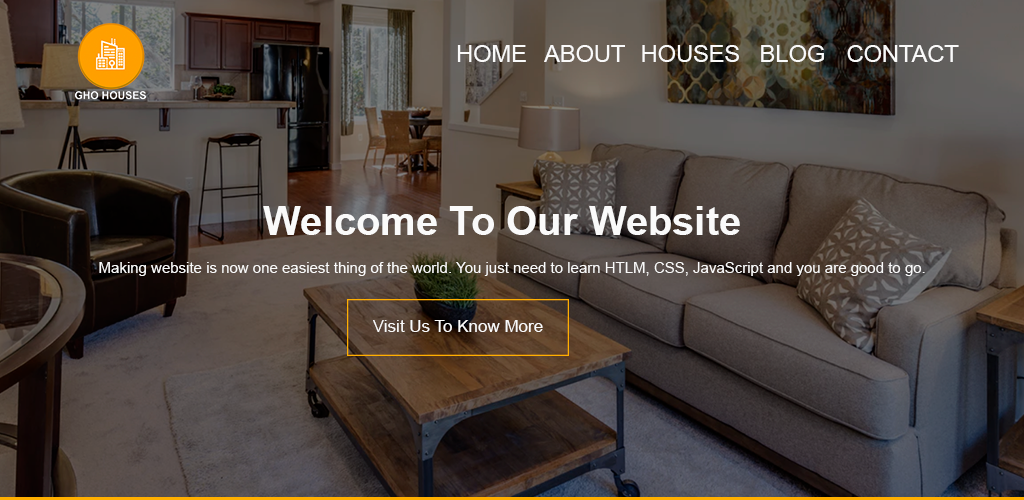 HOME ABOUT HOUSES BLOG CONTACT
GHO HOUSES
Welcome To Our Website
Making website is now one easiest thing of the world. You just need to learn HTLM, CSS, JavaScript and you are good to go.
Visit Us To Know More